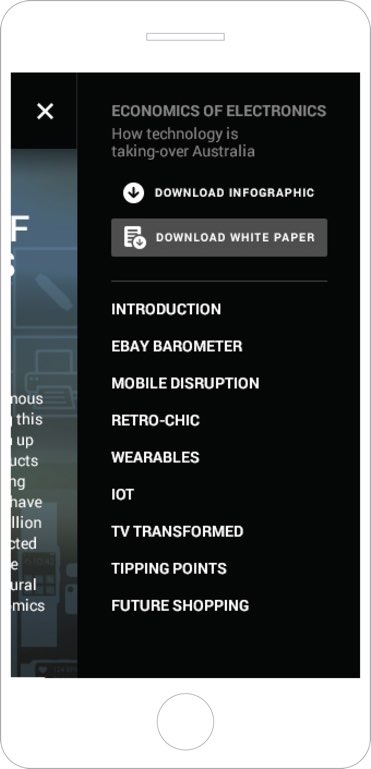 ECONOMICS OF ELECTRONICS
How technology is
taking-over Australia
DOWNLOAD INFOGRAPHIC
DOWNLOAD WHITE PAPER
INTRODUCTION
EBAY BAROMETER
MOBILE DISRUPTION
RETRO-CHIC
WEARABLES
IOT
TV TRANSFORMED
TIPPING POINTS
FUTURE SHOPPING
F
S
mous
this
up
ucts
ng
have
llion
cted
e
ural
omics